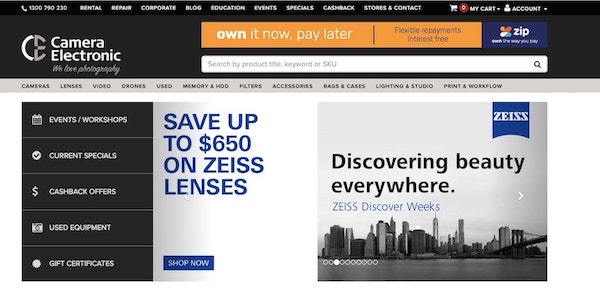 1300 790 230 RENTAL REPAIR CORPORATE BLOG EDUCATION EVENTS SPECIALS CASHBACK STORES & CONTACT 0 MY CART ACCOUNT
Camera
Electronic
We love photography
own it now, pay later
Flexible repayments
Interest free
zip
own the way you pay
Search by product title, keyword or SKU
CAMERAS LENSES VIDEO DRONES USED MEMORY & HDD FILTERS ACCESSORIES BAGS & CASES LIGHTING & STUDIO PRINT & WORKFLOW
EVENTS / WORKSHOPS
CURRENT SPECIALS
$ CASHBACK OFFERS
USED EQUIPMENT
GIFT CERTIFICATES
SAVE UP
TO $650
ON ZEISS
LENSES
SHOP NOW
ZEISS
Discovering beauty
everywhere.
ZEISS Discover Weeks